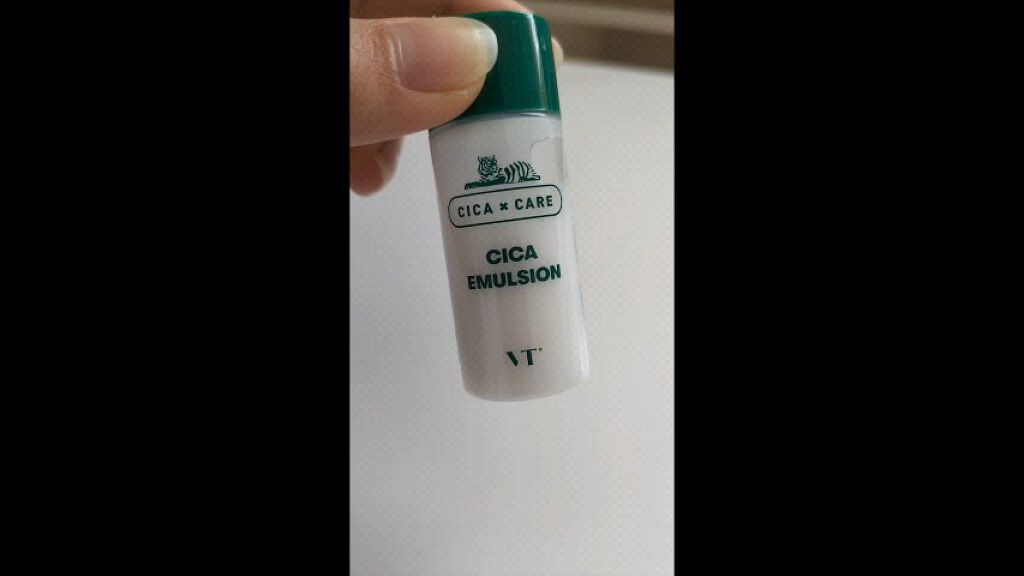 CICA × CARE
CICA
EMULSION
VT